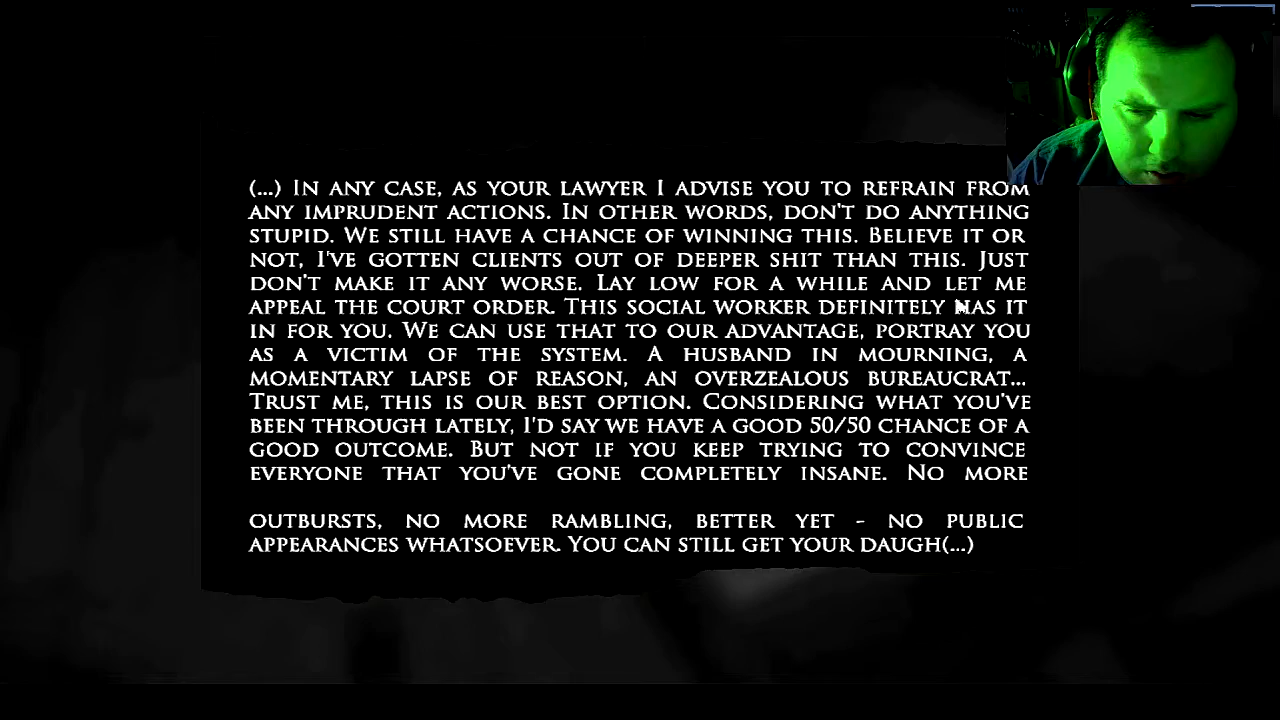 (...) In any case, as your lawyer I advise you to refrain from
any imprudent actions. In other words, don't do anything
stupid. We still have a chance of winning this. Believe it or
not, I've gotten clients out of deeper shit than this. Just
don't make it any worse. Lay low for a while and let me
appeal the court order. This social worker definitely has it
in for you. We can use that to our advantage, portray you
as a victim of the system. A husband in mourning, a
momentary lapse of reason, an overzealous bureaucrat...
Trust me, this is our best option. Considering what you've
been through lately, I'd say we have a good 50/50 chance of a
good outcome. But not if you keep trying to convince
everyone that you've gone completely insane. No more
outbursts, no more rambling, better yet - no public
appearances whatsoever. You can still get your daugh(...)